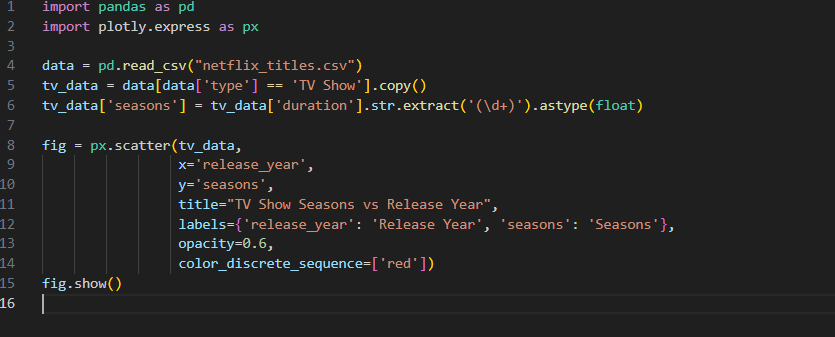 1 import pandas as pd
2 import plotly.express as px
3
4 data = pd.read_csv("netflix_titles.csv")
5 tv_data = data[data['type'] == 'TV Show'].copy()
6 tv_data['seasons'] = tv_data['duration'].str.extract('(\d+)').astype(float)
7
8 fig = px.scatter(tv_data,
9                  x='release_year',
10                 y='seasons',
11                 title="TV Show Seasons vs Release Year",
12                 labels={'release_year': 'Release Year', 'seasons': 'Seasons'},
13                 opacity=0.6,
14                 color_discrete_sequence=['red'])
15 fig.show()
16